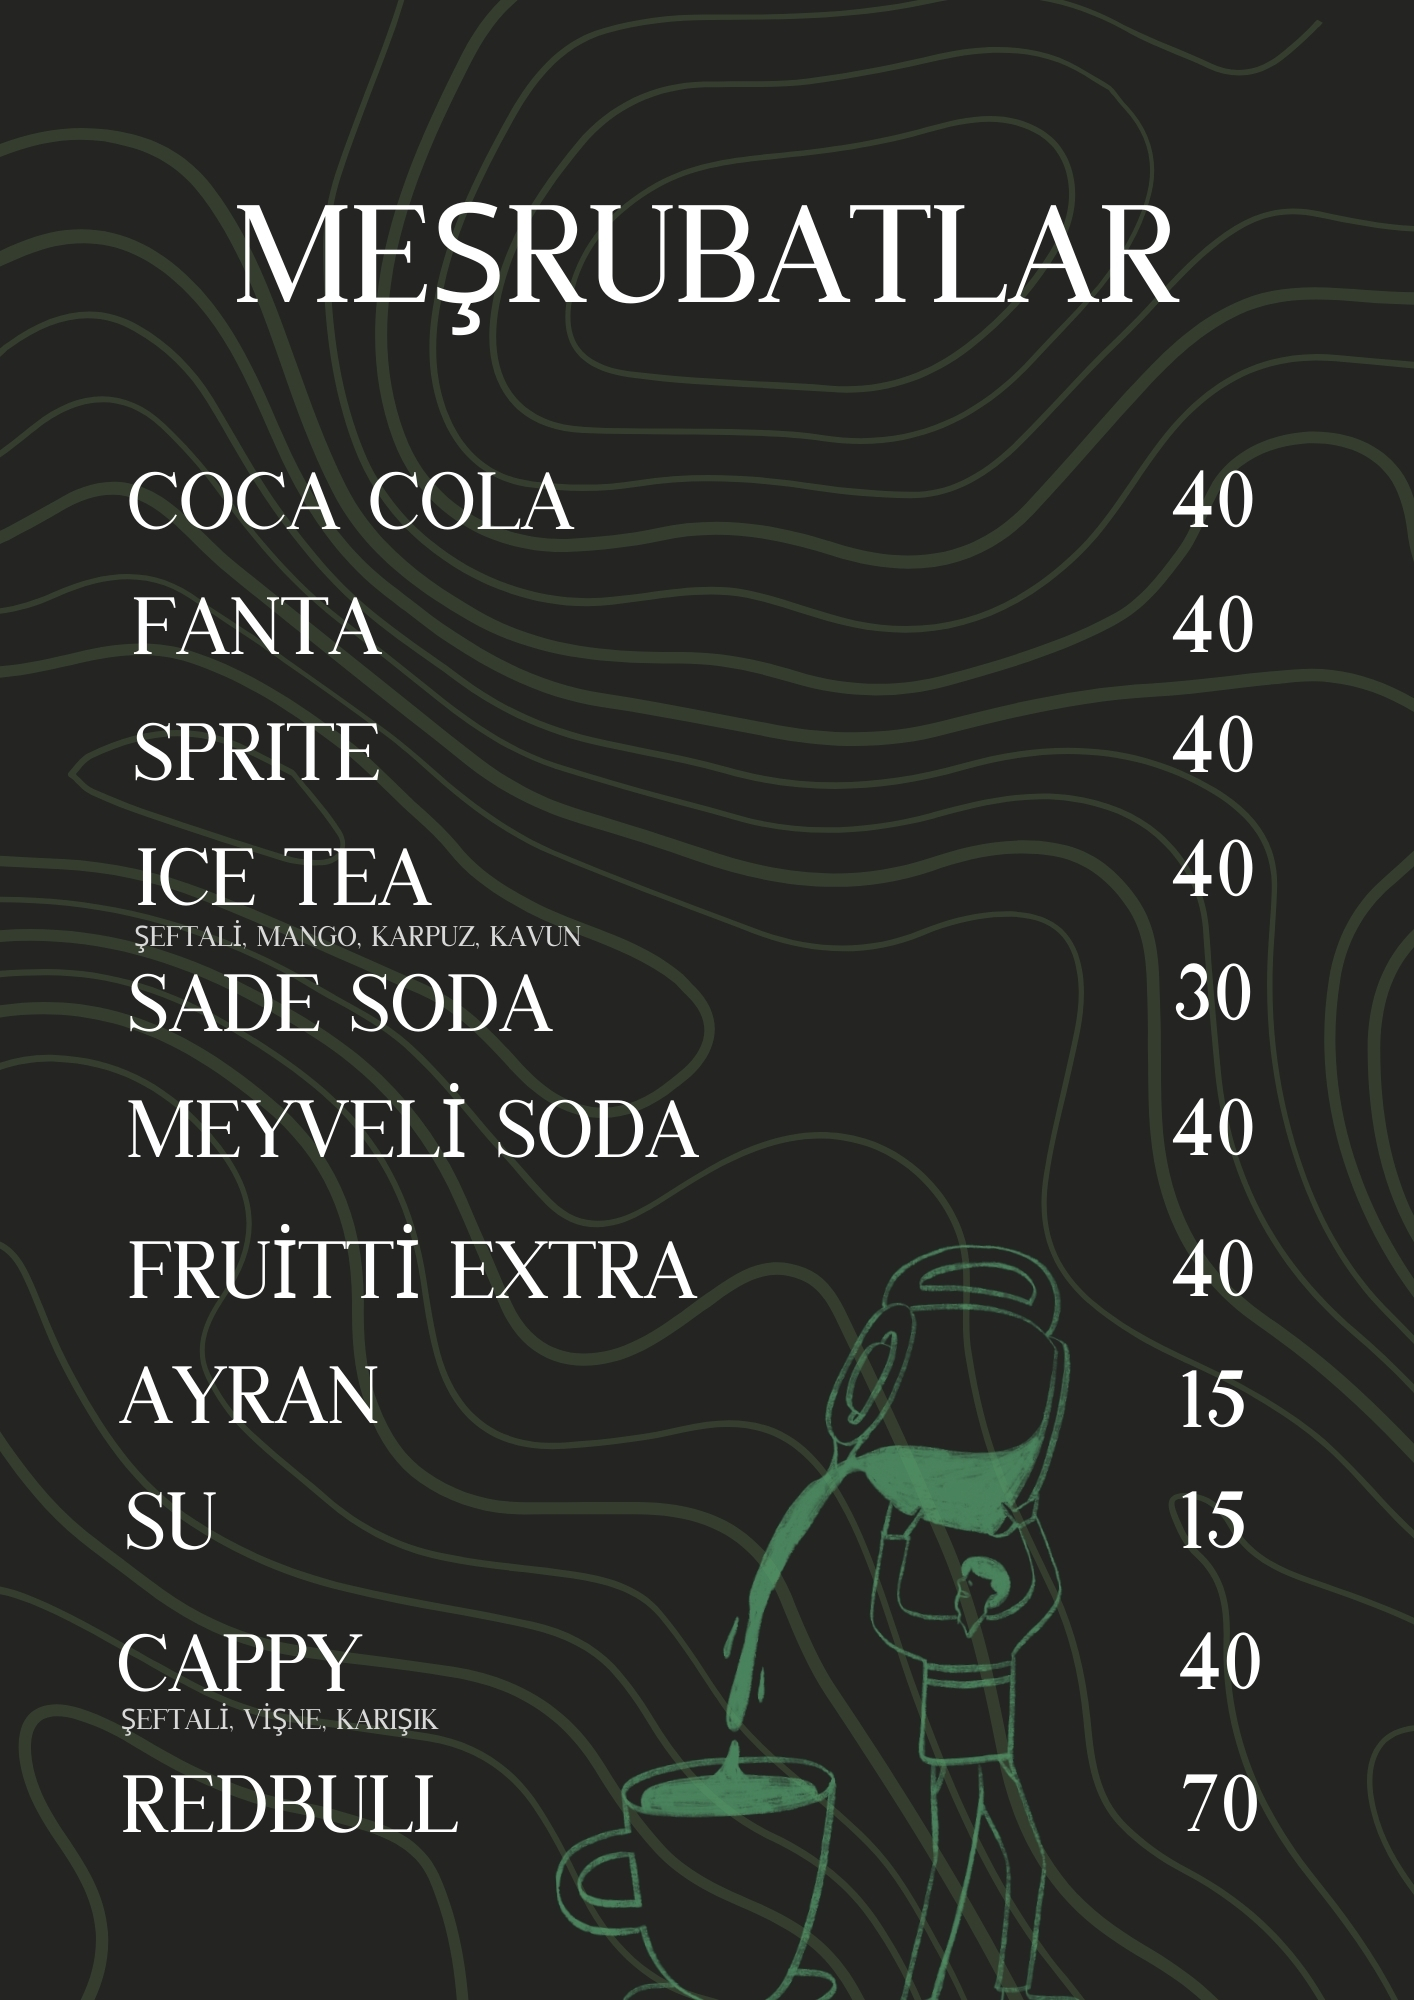 MEŞRUBATLAR
COCA COLA 40
FANTA 40
SPRITE 40
ICE TEA 40
ŞEFTALİ, MANGO, KARPUZ, KAVUN
SADE SODA 30
MEYVELİ SODA 40
FRUİTTİ EXTRA 40
AYRAN 15
SU 15
CAPPY 40
ŞEFTALİ, VİŞNE, KARIŞIK
REDBULL 70